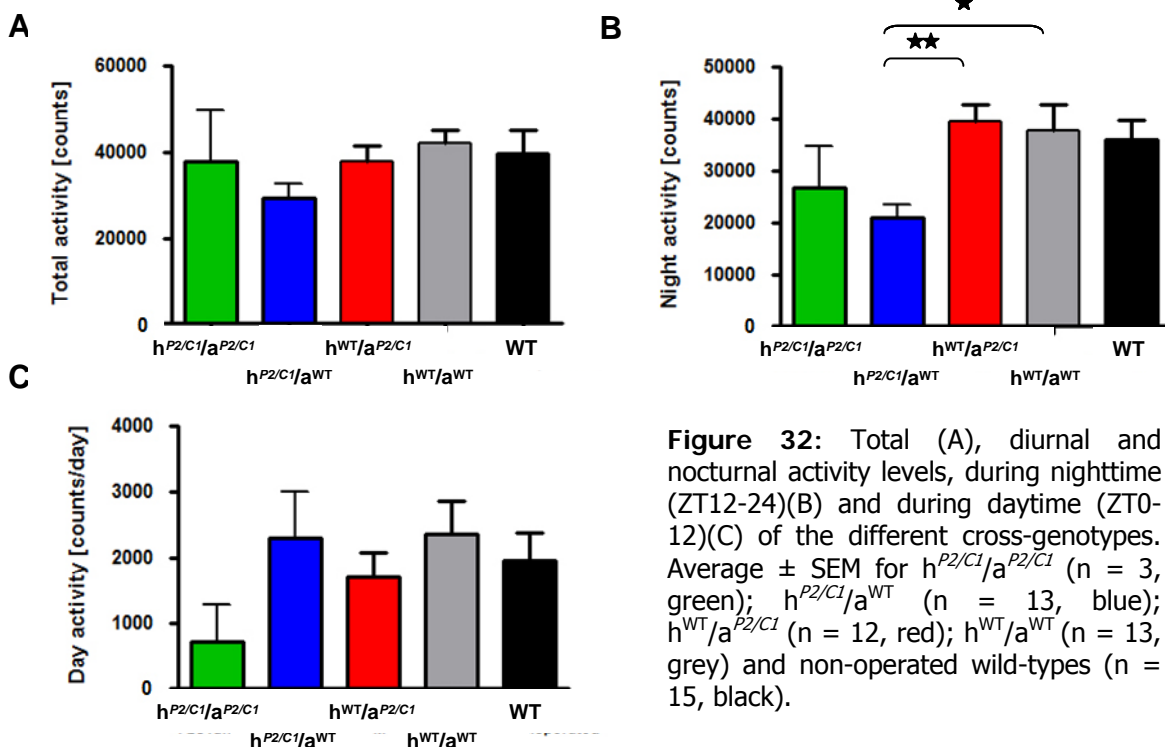 A
Total activity [counts]
60000
40000
20000
0
h^P2/C1/a^P2/C1
h^P2/C1/a^WT
h^WT/a^P2/C1
h^WT/a^WT
WT
B
★
★★
Night activity [counts]
50000
40000
30000
20000
10000
0
h^P2/C1/a^P2/C1
h^P2/C1/a^WT
h^WT/a^P2/C1
h^WT/a^WT
WT
C
Day activity [counts/day]
4000
3000
2000
1000
0
h^P2/C1/a^P2/C1
h^P2/C1/a^WT
h^WT/a^P2/C1
h^WT/a^WT
WT
Figure 32: Total (A), diurnal and
nocturnal activity levels, during nighttime
(ZT12-24)(B) and during daytime (ZT0-
12)(C) of the different cross-genotypes.
Average ± SEM for h^P2/C1/a^P2/C1 (n = 3,
green); h^P2/C1/a^WT (n = 13, blue);
h^WT/a^P2/C1 (n = 12, red); h^WT/a^WT (n = 13,
grey) and non-operated wild-types (n =
15, black).